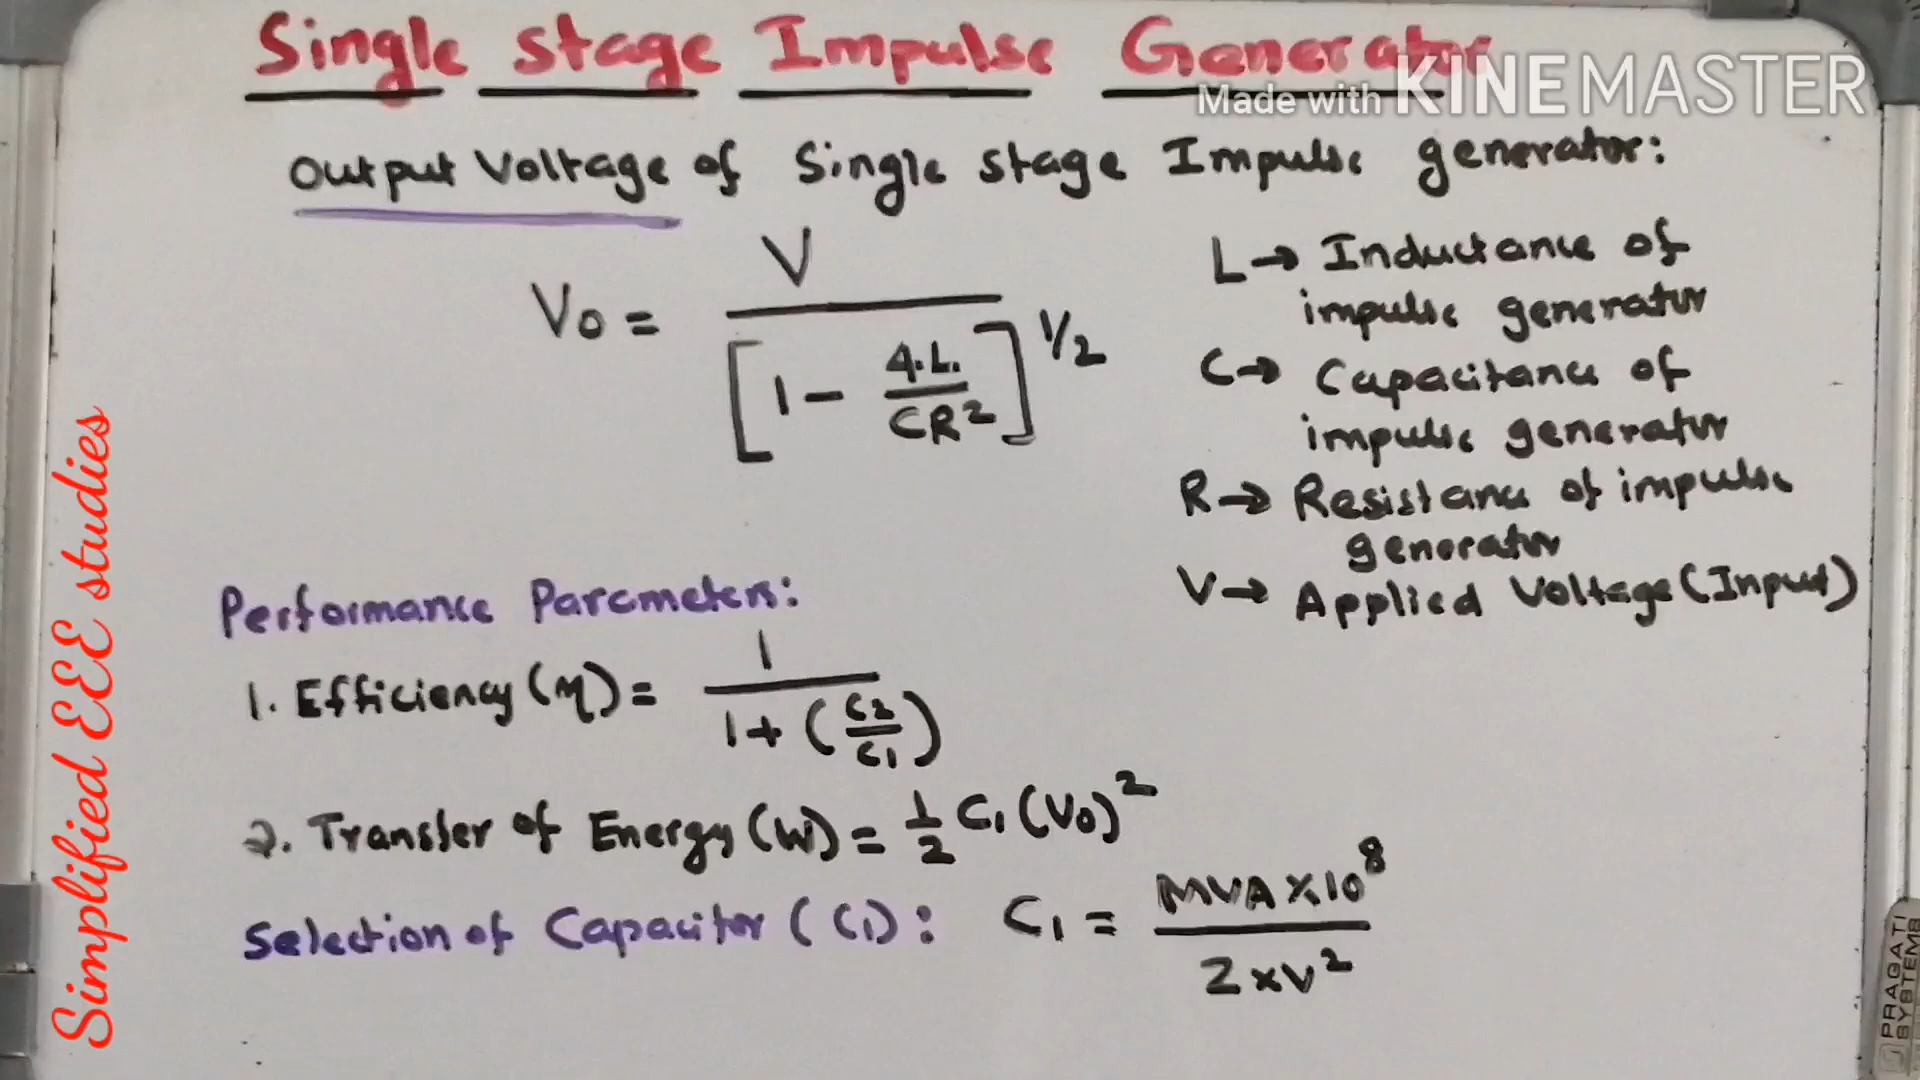 Single Stage Impulse Generator
Made with KINEMASTER
Output Voltage of Single Stage Impulse generator:
Vo = V / [1 - 4.L. / CR²]^1/2
L → Inductance of
impulse generator
C → Capacitance of
impulse generator
R → Resistance of impulse
generator
V → Applied Voltage (Input)
Performance Parameters:
1. Efficiency (η) = 1 / 1 + (C2 / C1)
2. Transfer of Energy (W) = 1/2 C1 (Vo)²
Selection of Capacitor (C1): C1 = MVA × 10^8 / Z × V²
Simplified EEE studies
PRAGATI
SYSTEMS